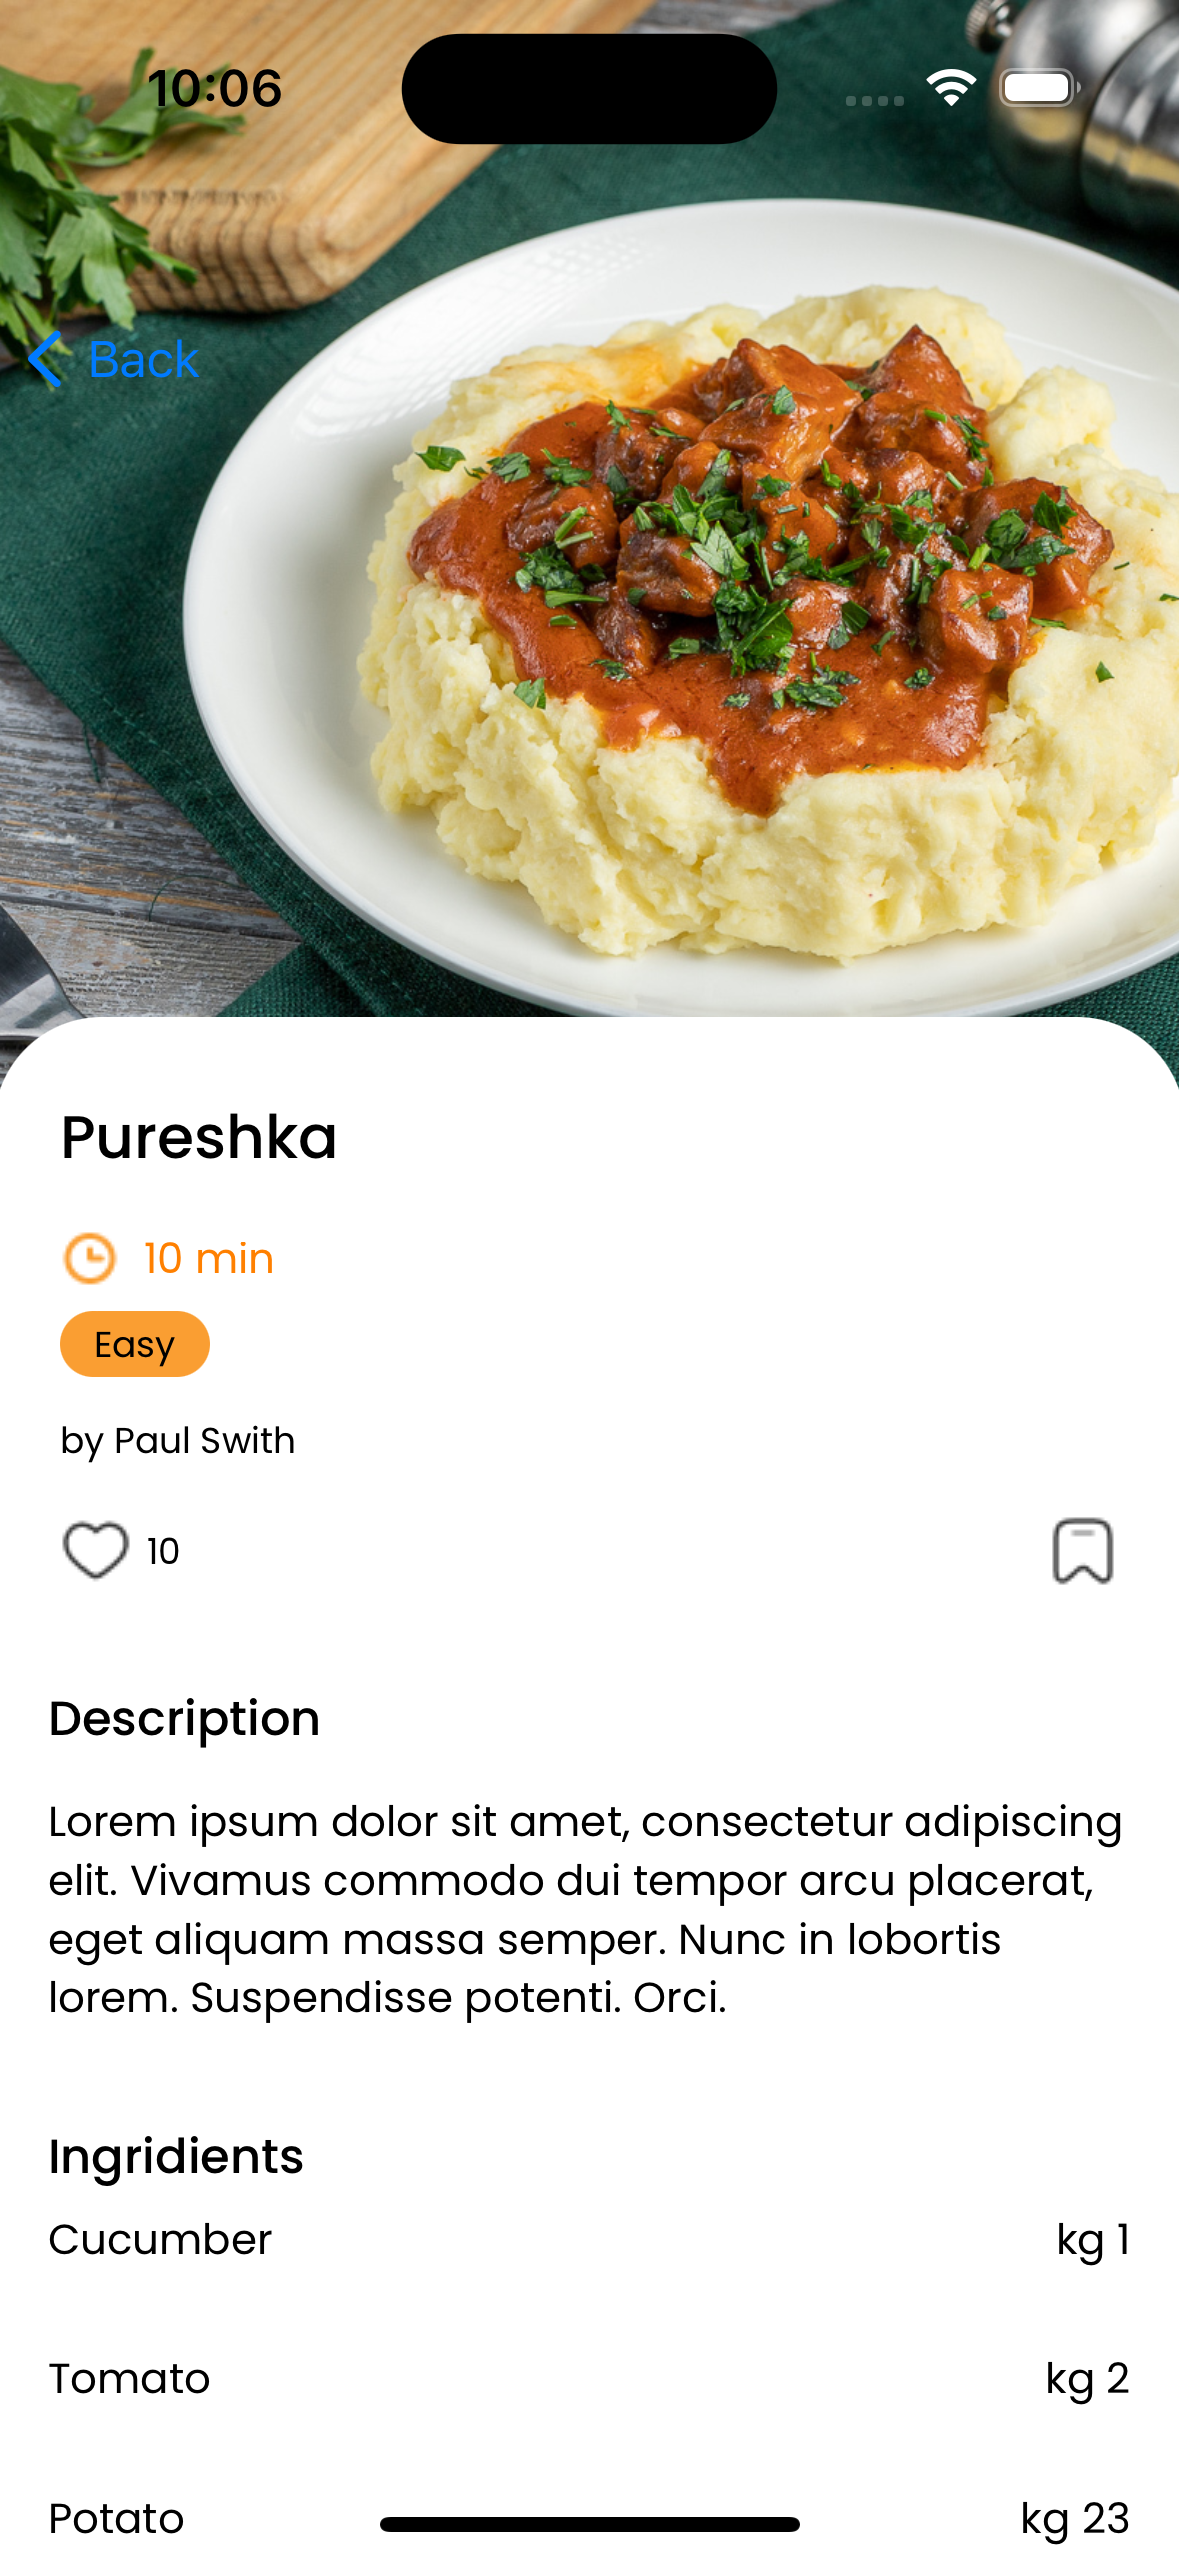 10:06
Back
Pureshka
10 min
Easy
by Paul Swith
10
Description
Lorem ipsum dolor sit amet, consectetur adipiscing
elit. Vivamus commodo dui tempor arcu placerat,
eget aliquam massa semper. Nunc in lobortis
lorem. Suspendisse potenti. Orci.
Ingridients
Cucumber kg 1
Tomato kg 2
Potato kg 23